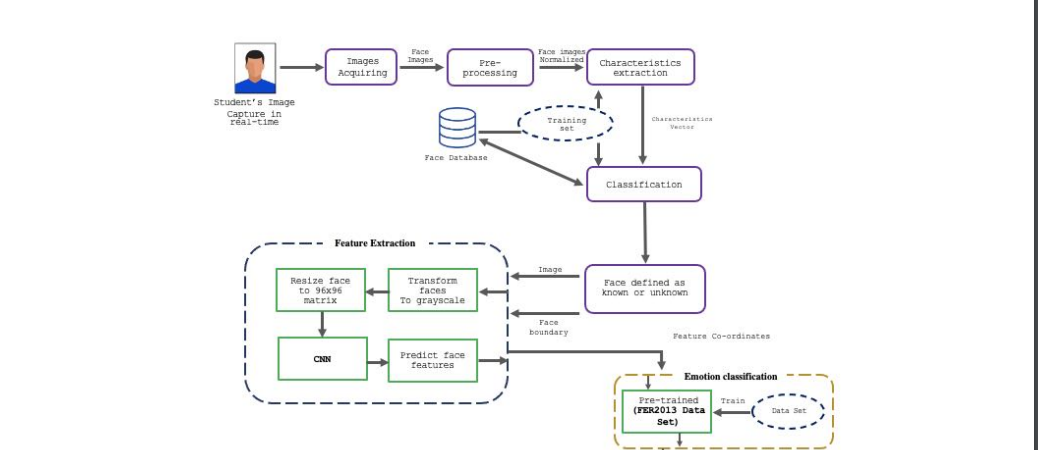 Face
Images
Face images
Normalized
Images
Acquiring
Pre-
processing
Characteristics
extraction
Student's Image
Capture in
real-time
Training
set
Characteristics
Vector
Face Database
Classification
Feature Extraction
Resize face
to 96x96
matrix
Transform
faces
To grayscale
Image
Face defined as
known or unknown
Face
boundary
Feature Co-ordinates
CNN
Predict face
features
Emotion classification
Pre-trained
(FER2013 Data
Set)
Train
Data Set